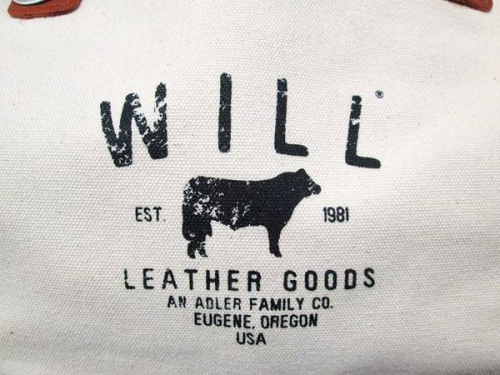 WILL®
EST. 1981
LEATHER GOODS
AN ADLER FAMILY CO.
EUGENE, OREGON
USA